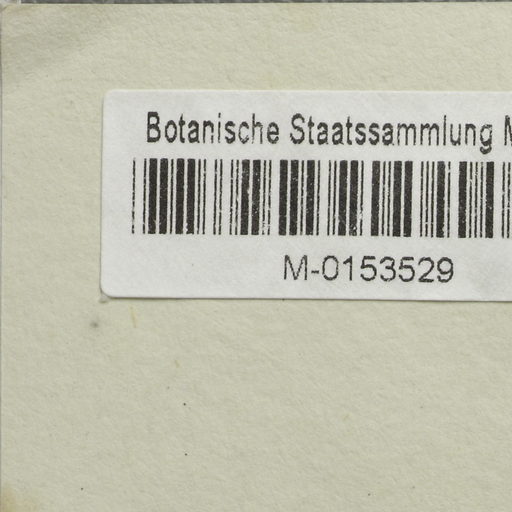 Botanische Staatssammlung M
M-0153529